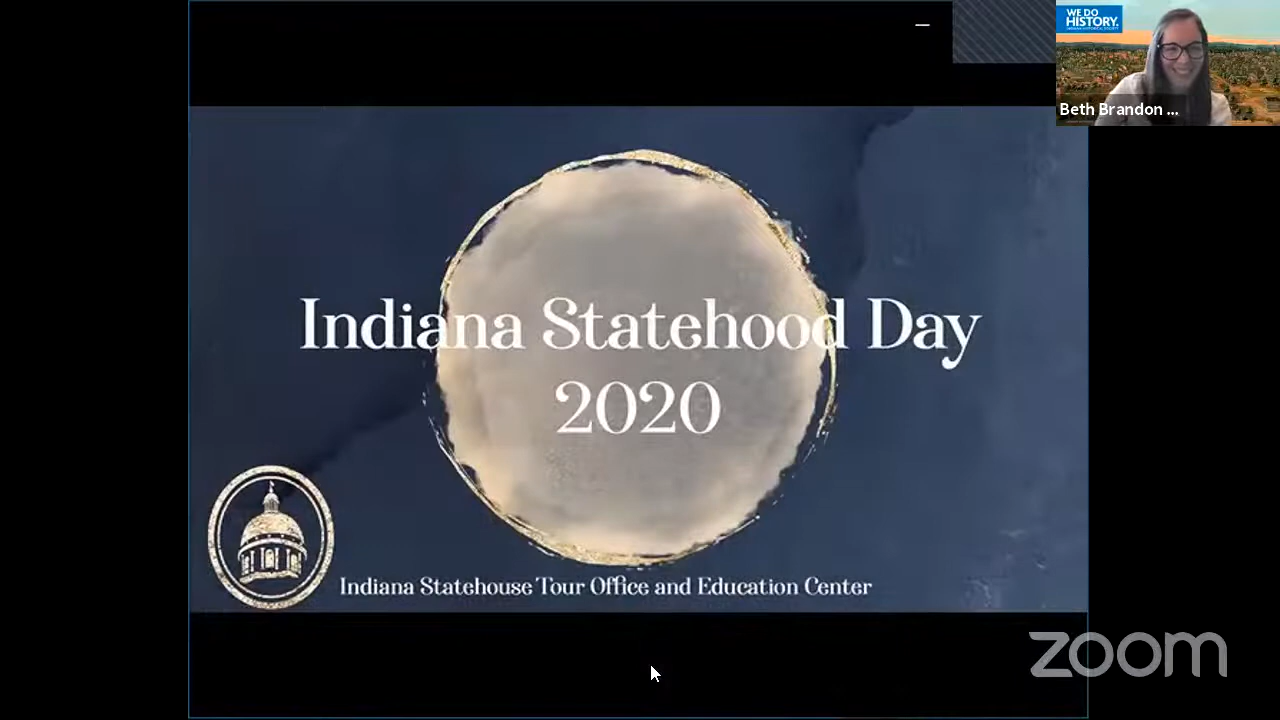 WE DO
HISTORY.
Beth Brandon ...
Indiana Statehood Day
2020
Indiana Statehouse Tour Office and Education Center
zoom